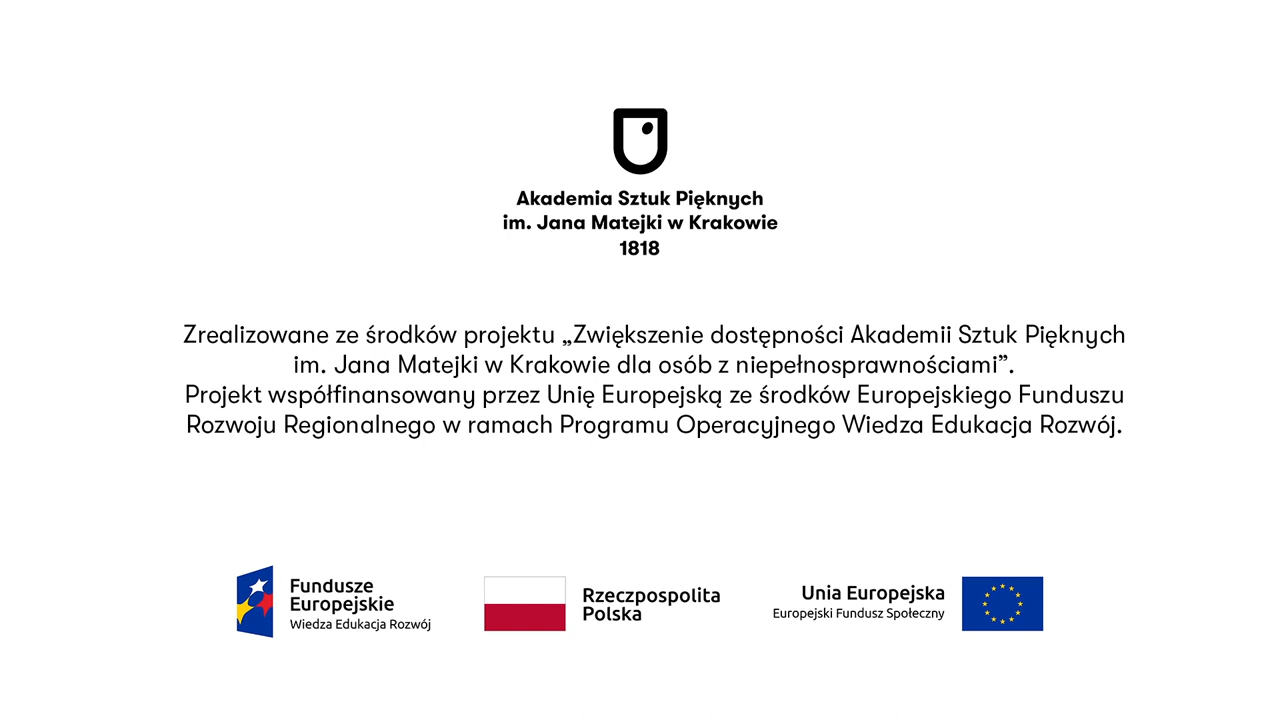 Akademia Sztuk Pięknych
im. Jana Matejki w Krakowie
1818
Zrealizowane ze środków projektu „Zwiększenie dostępności Akademii Sztuk Pięknych
im. Jana Matejki w Krakowie dla osób z niepełnosprawnościami”.
Projekt współfinansowany przez Unię Europejską ze środków Europejskiego Funduszu
Rozwoju Regionalnego w ramach Programu Operacyjnego Wiedza Edukacja Rozwój.
Fundusze
Europejskie
Wiedza Edukacja Rozwój
Rzeczpospolita
Polska
Unia Europejska
Europejski Fundusz Społeczny